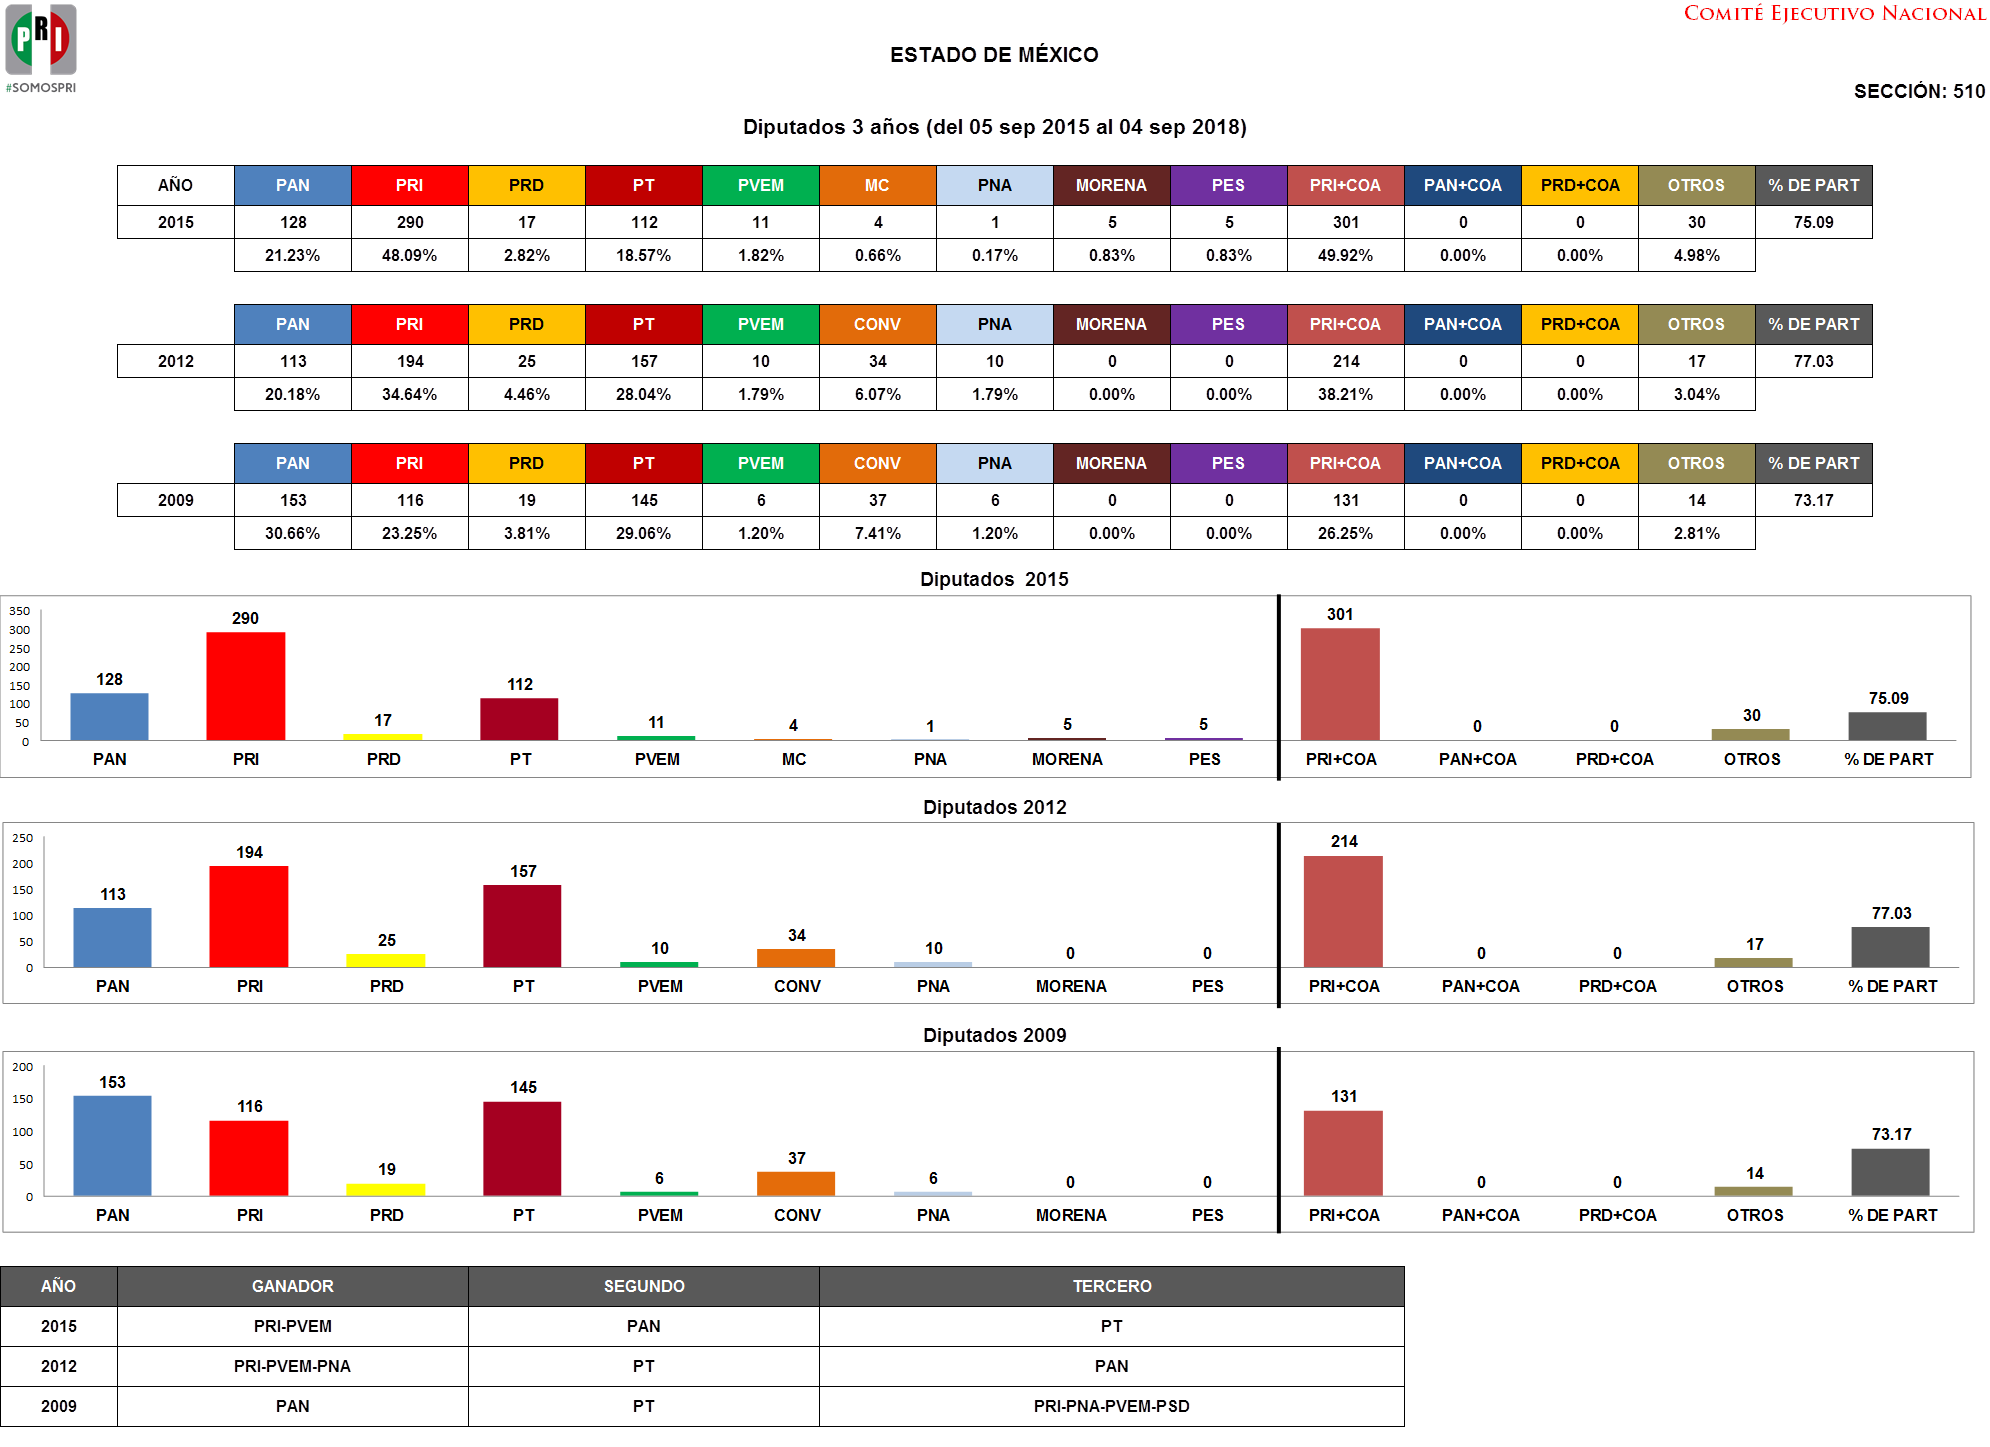 PRI
#SOMOSPRI
COMITÉ EJECUTIVO NACIONAL
ESTADO DE MÉXICO
SECCIÓN: 510
Diputados 3 años (del 05 sep 2015 al 04 sep 2018)
AÑO PAN PRI PRD PT PVEM MC PNA MORENA PES PRI+COA PAN+COA PRD+COA OTROS % DE PART
2015 128 290 17 112 11 4 1 5 5 301 0 0 30 75.09
21.23% 48.09% 2.82% 18.57% 1.82% 0.66% 0.17% 0.83% 0.83% 49.92% 0.00% 0.00% 4.98%
PAN PRI PRD PT PVEM CONV PNA MORENA PES PRI+COA PAN+COA PRD+COA OTROS % DE PART
2012 113 194 25 157 10 34 10 0 0 214 0 0 17 77.03
20.18% 34.64% 4.46% 28.04% 1.79% 6.07% 1.79% 0.00% 0.00% 38.21% 0.00% 0.00% 3.04%
PAN PRI PRD PT PVEM CONV PNA MORENA PES PRI+COA PAN+COA PRD+COA OTROS % DE PART
2009 153 116 19 145 6 37 6 0 0 131 0 0 14 73.17
30.66% 23.25% 3.81% 29.06% 1.20% 7.41% 1.20% 0.00% 0.00% 26.25% 0.00% 0.00% 2.81%
Diputados 2015
350
300
250
200
150
100
50
0
128 290 17 112 11 4 1 5 5 301 0 0 30 75.09
PAN PRI PRD PT PVEM MC PNA MORENA PES PRI+COA PAN+COA PRD+COA OTROS % DE PART
Diputados 2012
250
200
150
100
50
0
113 194 25 157 10 34 10 0 0 214 0 0 17 77.03
PAN PRI PRD PT PVEM CONV PNA MORENA PES PRI+COA PAN+COA PRD+COA OTROS % DE PART
Diputados 2009
200
150
100
50
0
153 116 19 145 6 37 6 0 0 131 0 0 14 73.17
PAN PRI PRD PT PVEM CONV PNA MORENA PES PRI+COA PAN+COA PRD+COA OTROS % DE PART
AÑO GANADOR SEGUNDO TERCERO
2015 PRI-PVEM PAN PT
2012 PRI-PVEM-PNA PT PAN
2009 PAN PT PRI-PNA-PVEM-PSD